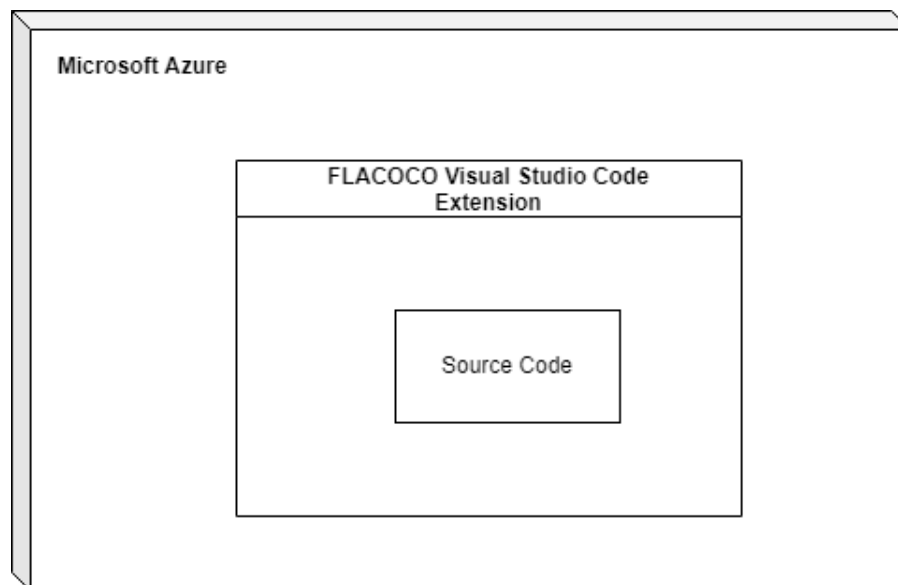 Microsoft Azure
FLACOCO Visual Studio Code
Extension
Source Code